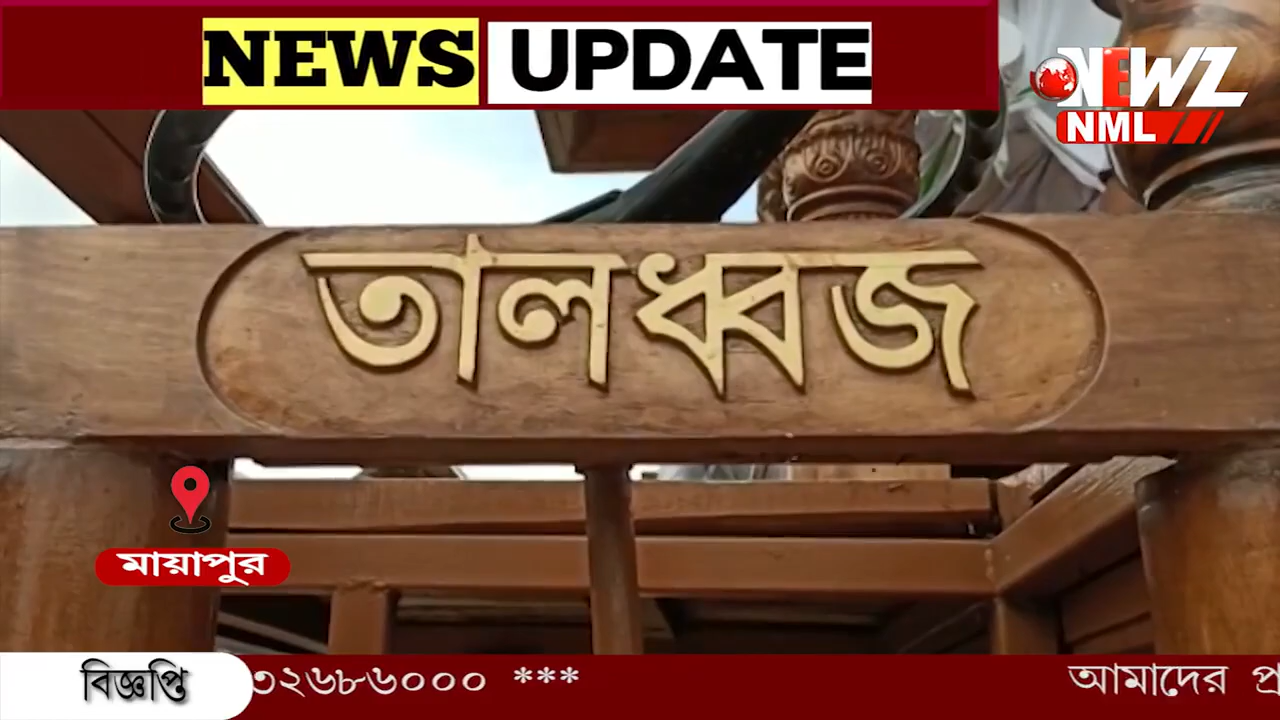 NEWS UPDATE
NEWZ
NML
তালধ্বজ
মায়াপুর
বিজ্ঞপ্তি
৩২৬৮৬০০০ *** আমাদের